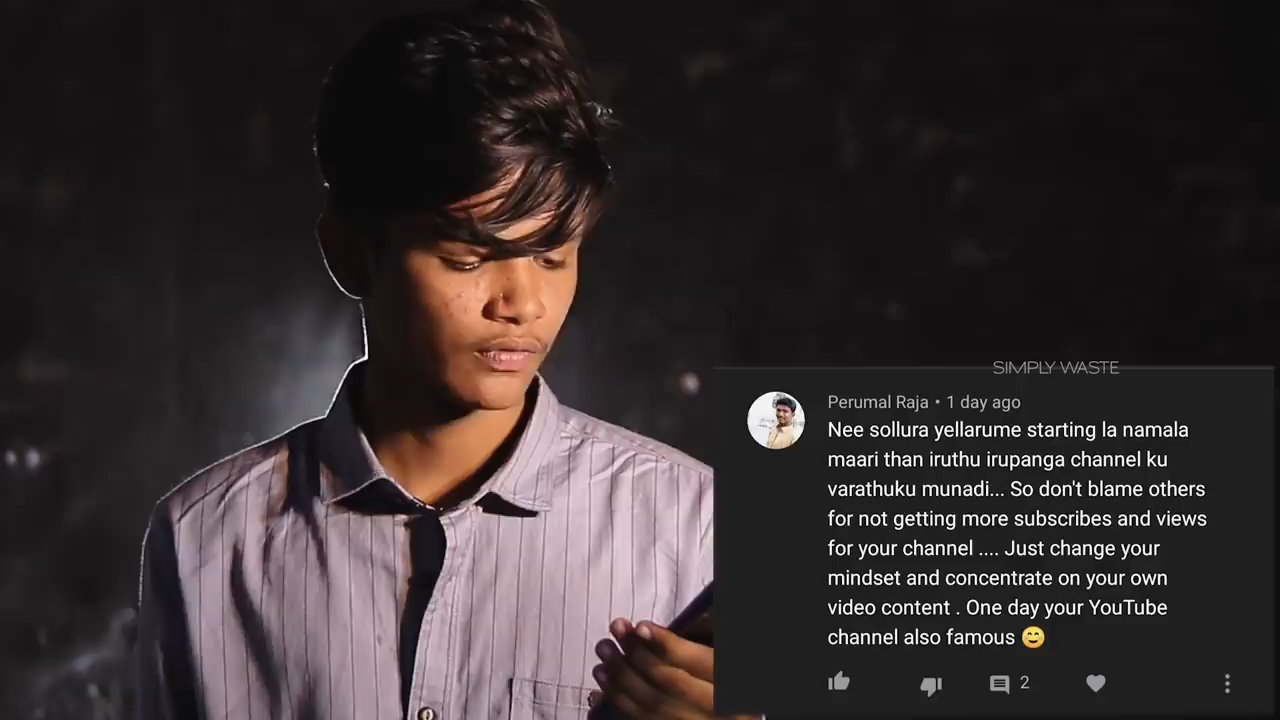 SIMPLY WASTE
Perumal Raja • 1 day ago
Nee sollura yellarume starting la namala
maari than iruthu irupanga channel ku
varathuku munadi... So don't blame others
for not getting more subscribes and views
for your channel .... Just change your
mindset and concentrate on your own
video content . One day your YouTube
channel also famous 😊
2